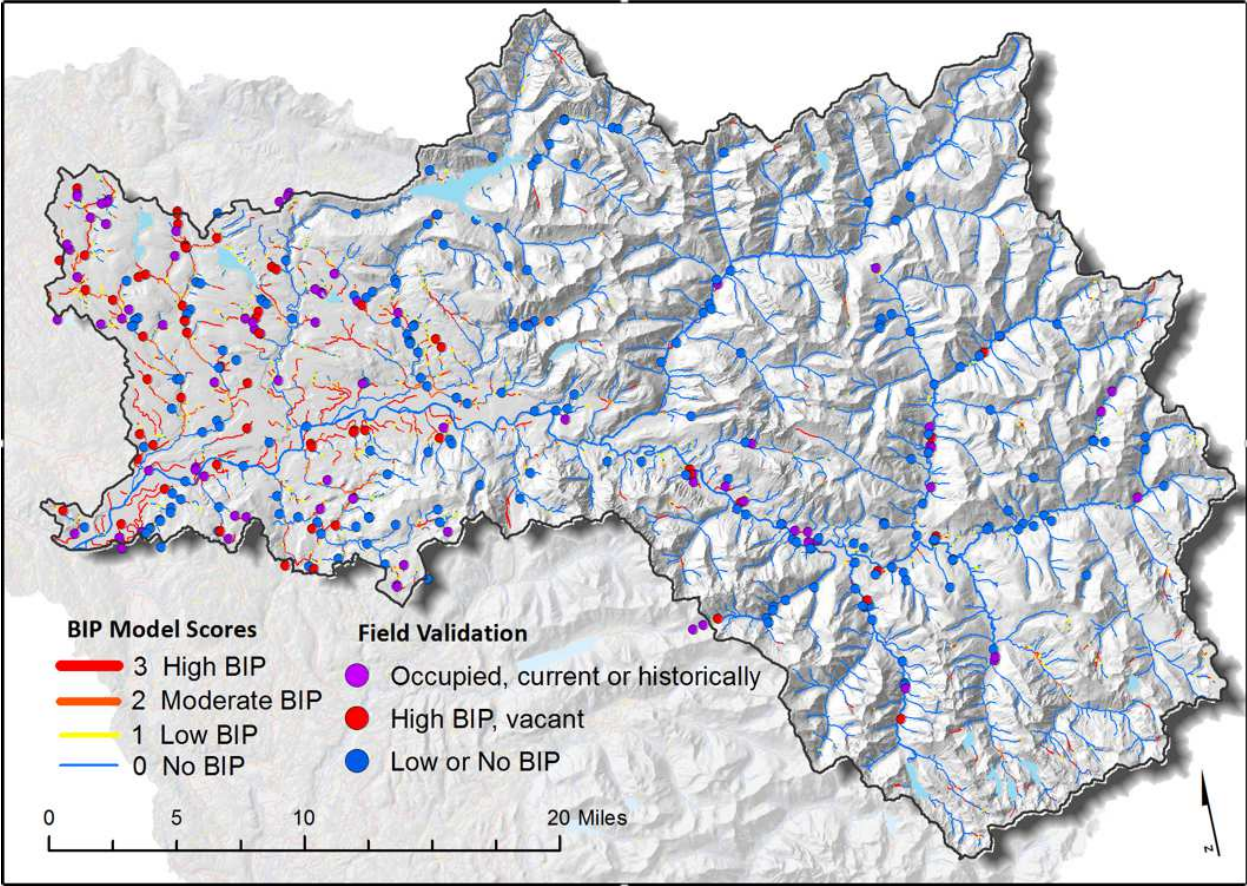 BIP Model Scores
3 High BIP
2 Moderate BIP
1 Low BIP
0 No BIP
Field Validation
Occupied, current or historically
High BIP, vacant
Low or No BIP
0 5 10 20 Miles
N